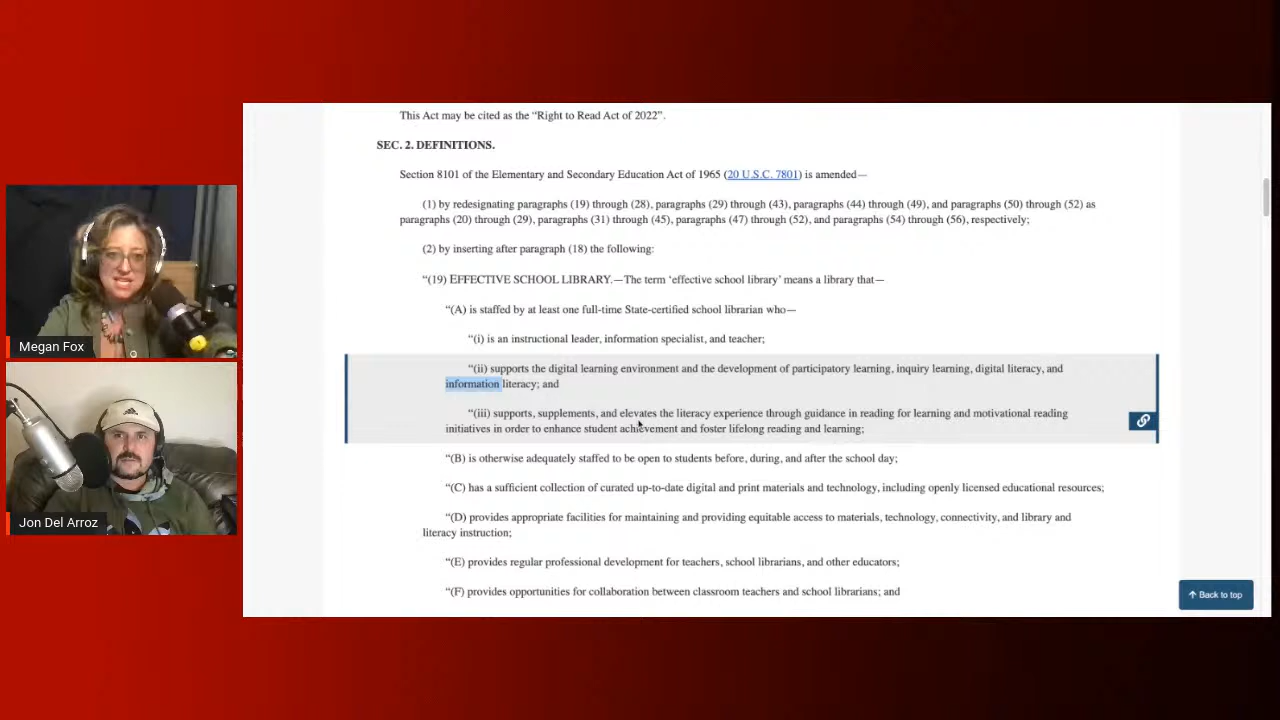 This Act may be cited as the “Right to Read Act of 2022”.
SEC. 2. DEFINITIONS.
Section 8101 of the Elementary and Secondary Education Act of 1965 (20 U.S.C. 7801) is amended—
(1) by redesignating paragraphs (19) through (28), paragraphs (29) through (43), paragraphs (44) through (49), and paragraphs (50) through (52) as
paragraphs (20) through (29), paragraphs (31) through (45), paragraphs (47) through (52), and paragraphs (54) through (56), respectively;
(2) by inserting after paragraph (18) the following:
“(19) EFFECTIVE SCHOOL LIBRARY.—The term ‘effective school library’ means a library that—
“(A) is staffed by at least one full-time State-certified school librarian who—
“(i) is an instructional leader, information specialist, and teacher;
“(ii) supports the digital learning environment and the development of participatory learning, inquiry learning, digital literacy, and
information literacy; and
“(iii) supports, supplements, and elevates the literacy experience through guidance in reading for learning and motivational reading
initiatives in order to enhance student achievement and foster lifelong reading and learning;
“(B) is otherwise adequately staffed to be open to students before, during, and after the school day;
“(C) has a sufficient collection of curated up-to-date digital and print materials and technology, including openly licensed educational resources;
“(D) provides appropriate facilities for maintaining and providing equitable access to materials, technology, connectivity, and library and
literacy instruction;
“(E) provides regular professional development for teachers, school librarians, and other educators;
“(F) provides opportunities for collaboration between classroom teachers and school librarians; and
Back to top
Megan Fox
Jon Del Arroz